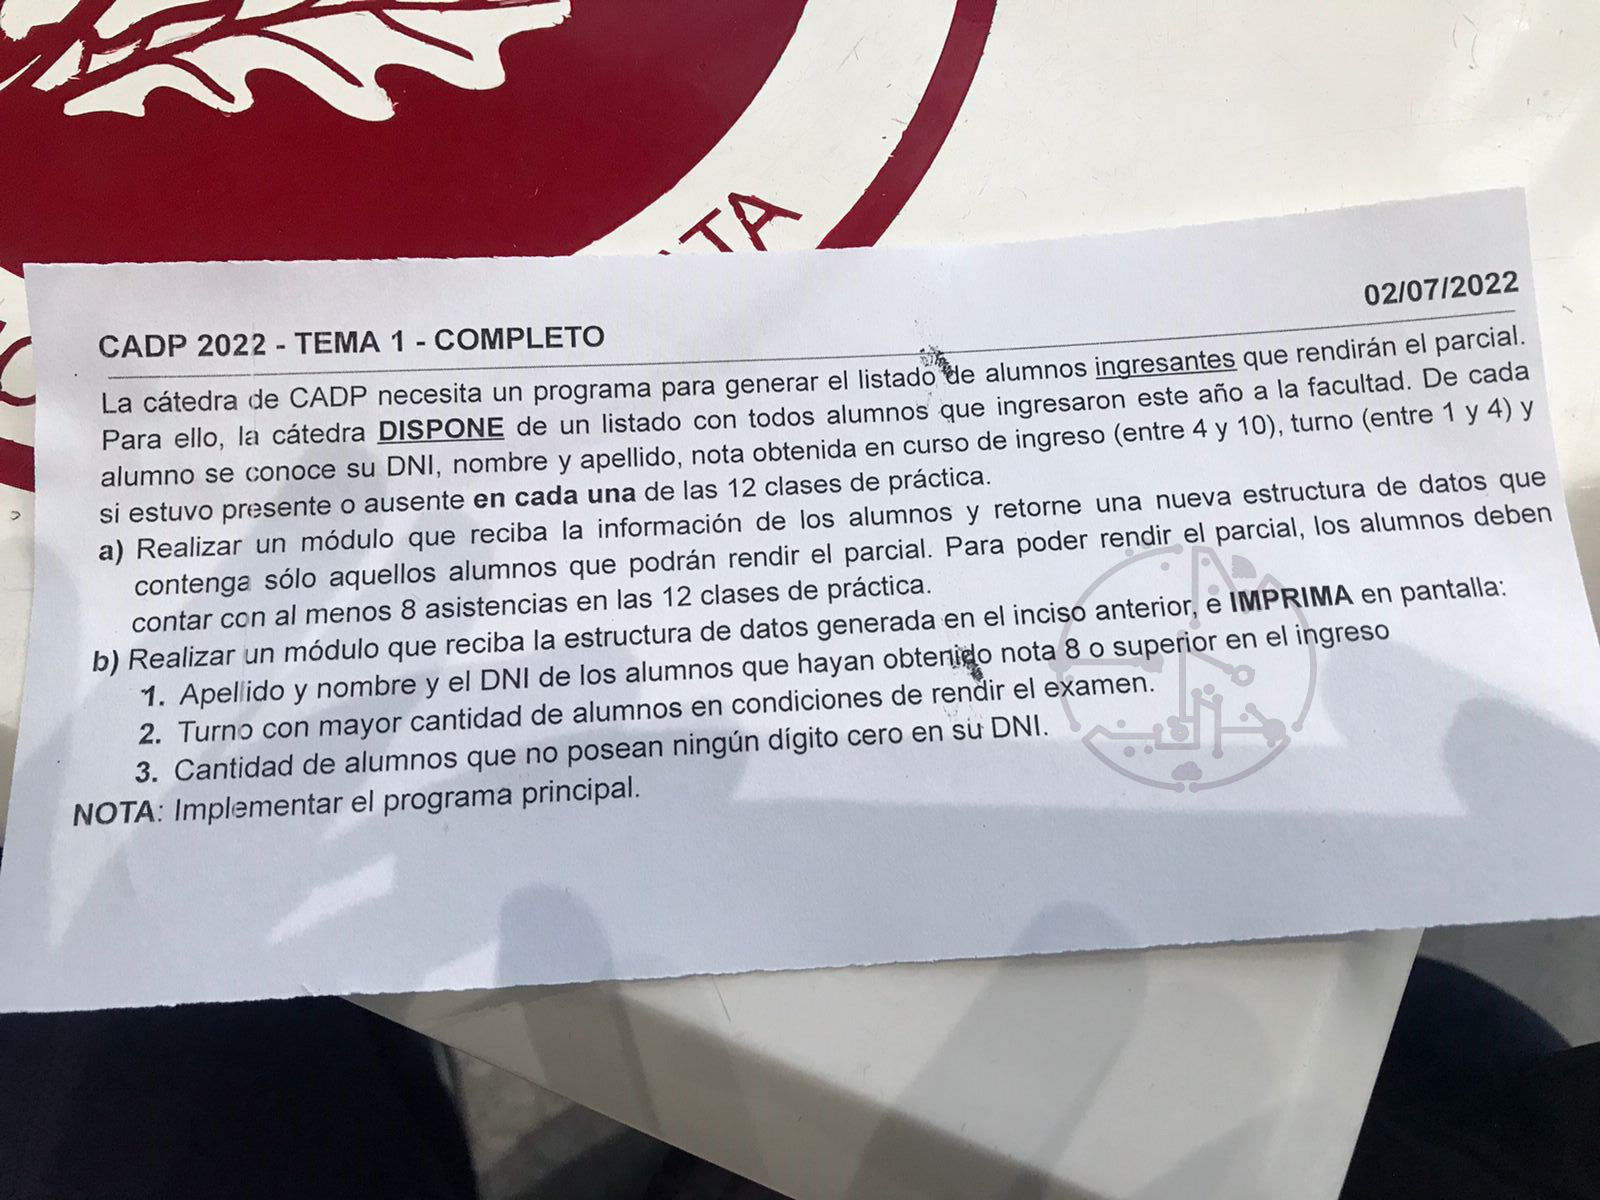 TA
02/07/2022
CADP 2022 - TEMA 1 - COMPLETO
La cátedra de CADP necesita un programa para generar el listado de alumnos ingresantes que rendirán el parcial.
Para ello, la cátedra DISPONE de un listado con todos alumnos que ingresaron este año a la facultad. De cada
alumno se conoce su DNI, nombre y apellido, nota obtenida en curso de ingreso (entre 4 y 10), turno (entre 1 y 4) y
si estuvo presente o ausente en cada una de las 12 clases de práctica.
a) Realizar un módulo que reciba la información de los alumnos y retorne una nueva estructura de datos que
contenga sólo aquellos alumnos que podrán rendir el parcial. Para poder rendir el parcial, los alumnos deben
contar con al menos 8 asistencias en las 12 clases de práctica.
b) Realizar un módulo que reciba la estructura de datos generada en el inciso anterior, e IMPRIMA en pantalla:
1. Apellido y nombre y el DNI de los alumnos que hayan obtenido nota 8 o superior en el ingreso
2. Turno con mayor cantidad de alumnos en condiciones de rendir el examen.
3. Cantidad de alumnos que no posean ningún dígito cero en su DNI.
NOTA: Implementar el programa principal.